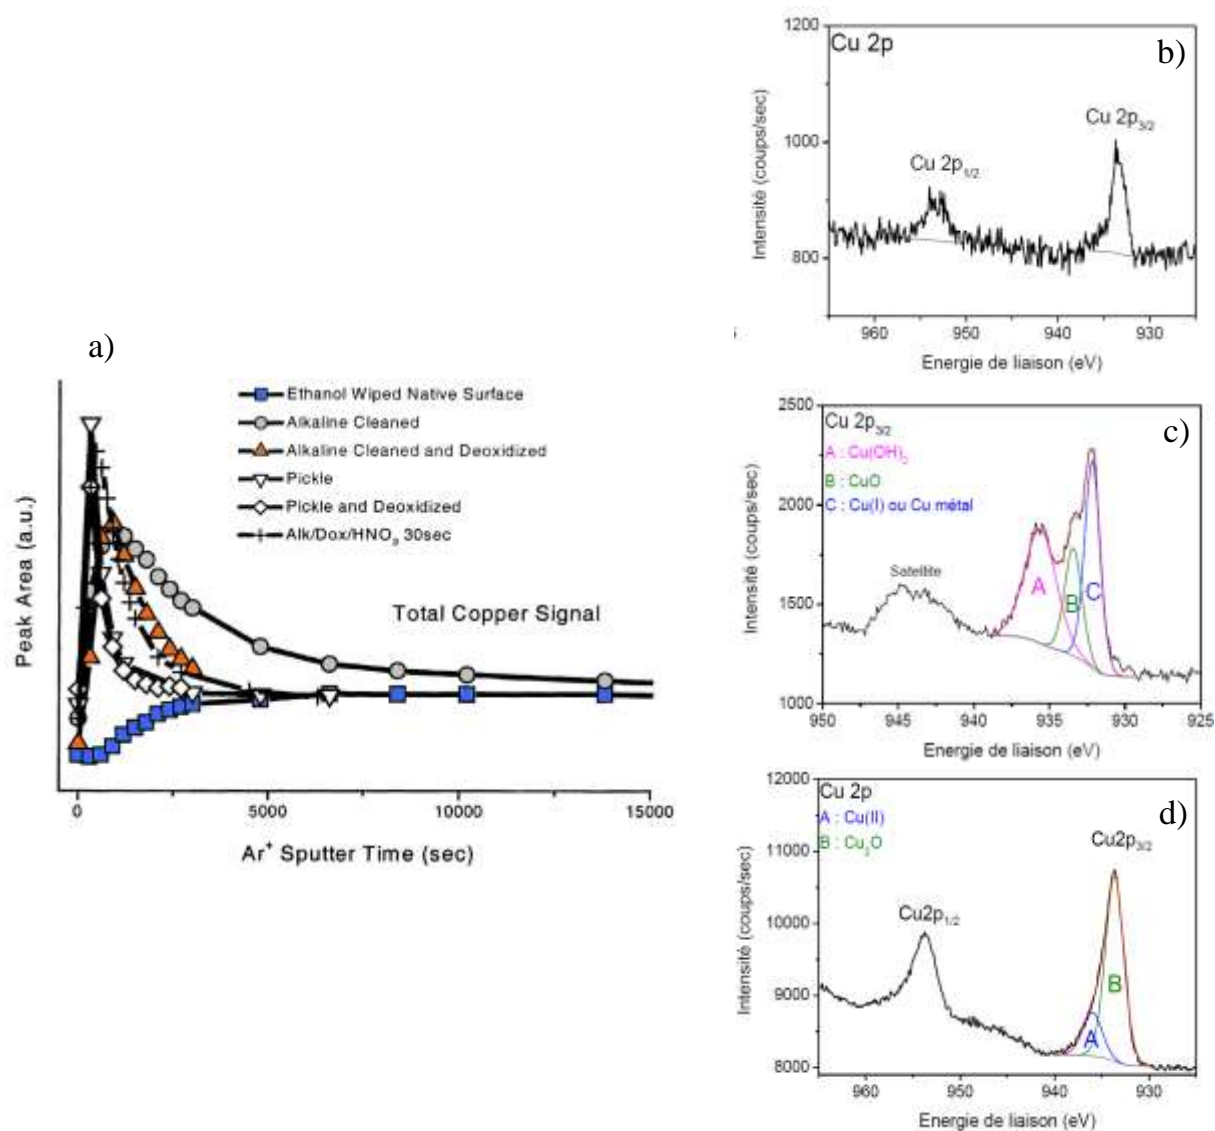 a)
Ethanol Wiped Native Surface
Alkaline Cleaned
Alkaline Cleaned and Deoxidized
Pickle
Pickle and Deoxidized
Alk/Dox/HNO3 30sec
Total Copper Signal
Peak Area (a.u.)
0
5000
10000
15000
Ar+ Sputter Time (sec)
b)
Cu 2p
Cu 2p1/2
Cu 2p3/2
1200
1000
800
Intensité (coups/sec)
960
950
940
930
Energie de liaison (eV)
c)
Cu 2p3/2
A : Cu(OH)2
B : CuO
C : Cu(I) ou Cu métal
Satellite
A
B
C
2500
2000
1500
1000
Intensité (coups/sec)
950
945
940
935
930
925
Energie de liaison (eV)
d)
Cu 2p
A : Cu(II)
B : Cu2O
Cu2p1/2
Cu2p3/2
A
B
12000
11000
10000
9000
8000
Intensité (coups/sec)
960
950
940
930
Energie de liaison (eV)